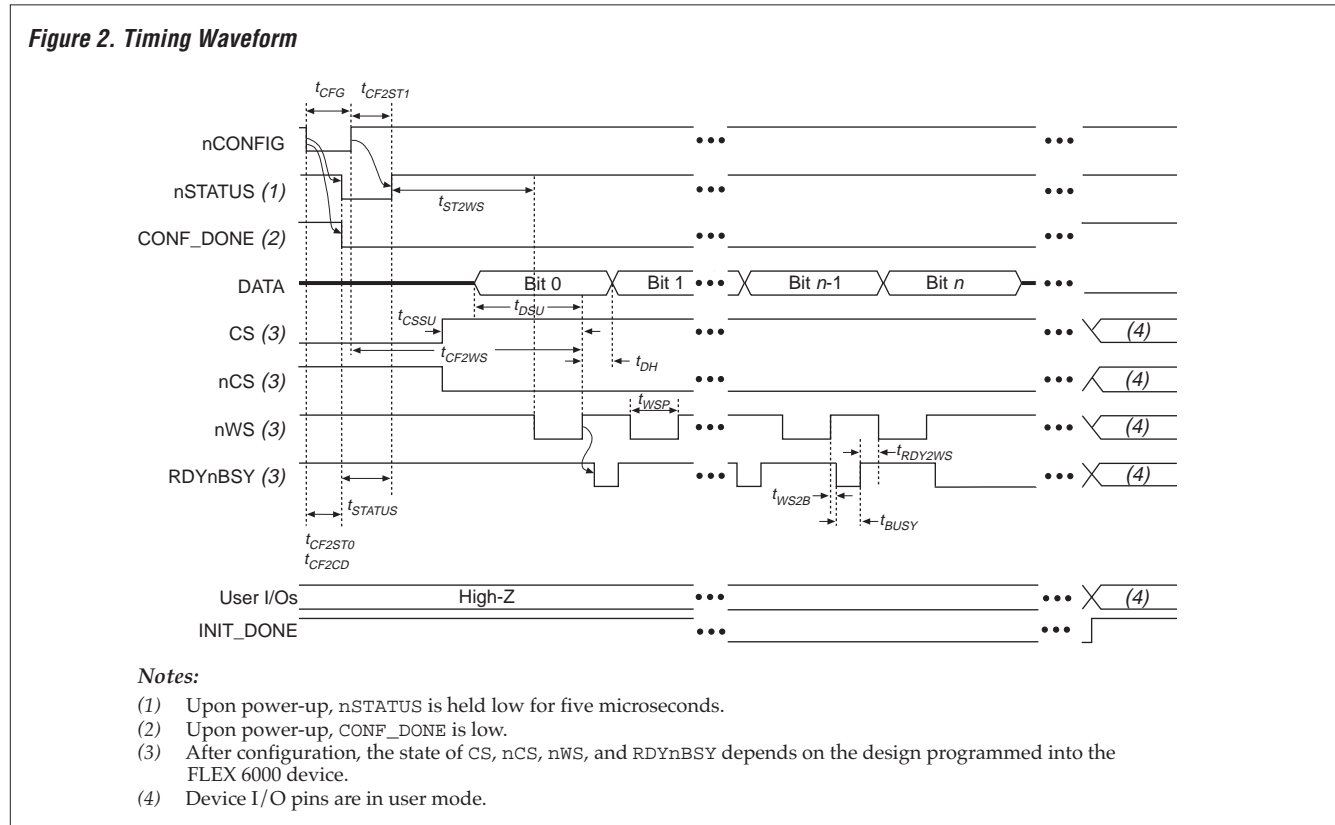 Figure 2. Timing Waveform
tCFG tCF2ST1
nCONFIG
nSTATUS (1)
tST2WS
CONF_DONE (2)
DATA Bit 0 Bit 1 Bit n-1 Bit n
tDSU
tCSSU
CS (3) (4)
tCF2WS
tDH
nCS (3) (4)
tWSP
nWS (3) (4)
tRDY2WS
RDYnBSY (3) (4)
tWS2B
tSTATUS
tBUSY
tCF2ST0
tCF2CD
User I/Os High-Z (4)
INIT_DONE
Notes:
(1) Upon power-up, nSTATUS is held low for five microseconds.
(2) Upon power-up, CONF_DONE is low.
(3) After configuration, the state of CS, nCS, nWS, and RDYnBSY depends on the design programmed into the
FLEX 6000 device.
(4) Device I/O pins are in user mode.